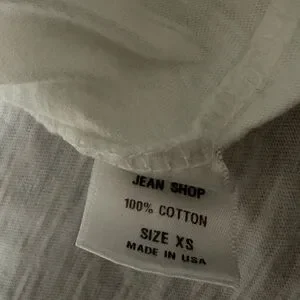 JEAN SHOP
100% COTTON
SIZE XS
MADE IN USA